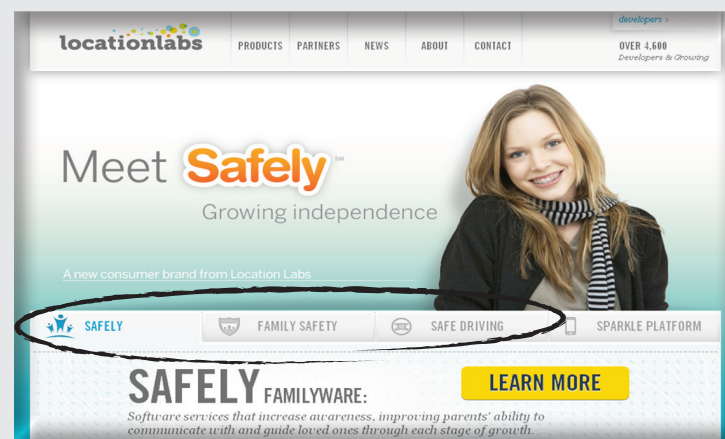 developers >
locationlabs
PRODUCTS PARTNERS NEWS ABOUT CONTACT
OVER 4,600
Developers & Growing
Meet Safely SM
Growing independence
A new consumer brand from Location Labs
SAFELY FAMILY SAFETY SAFE DRIVING SPARKLE PLATFORM
SAFELY FAMILYWARE:
LEARN MORE
Software services that increase awareness, improving parents' ability to
communicate with and guide loved ones through each stage of growth.